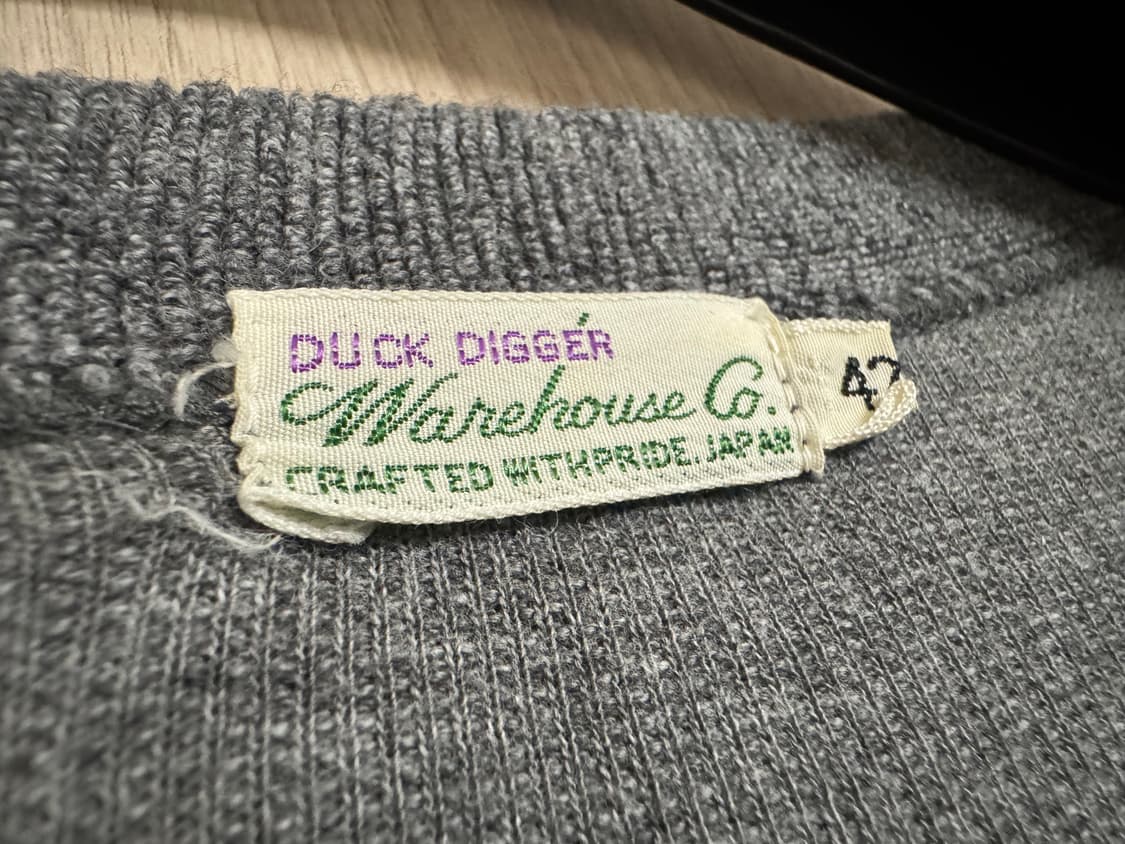 DUCK DIGGER
Warehouse Co.
CRAFTED WITH PRIDE. JAPAN
42